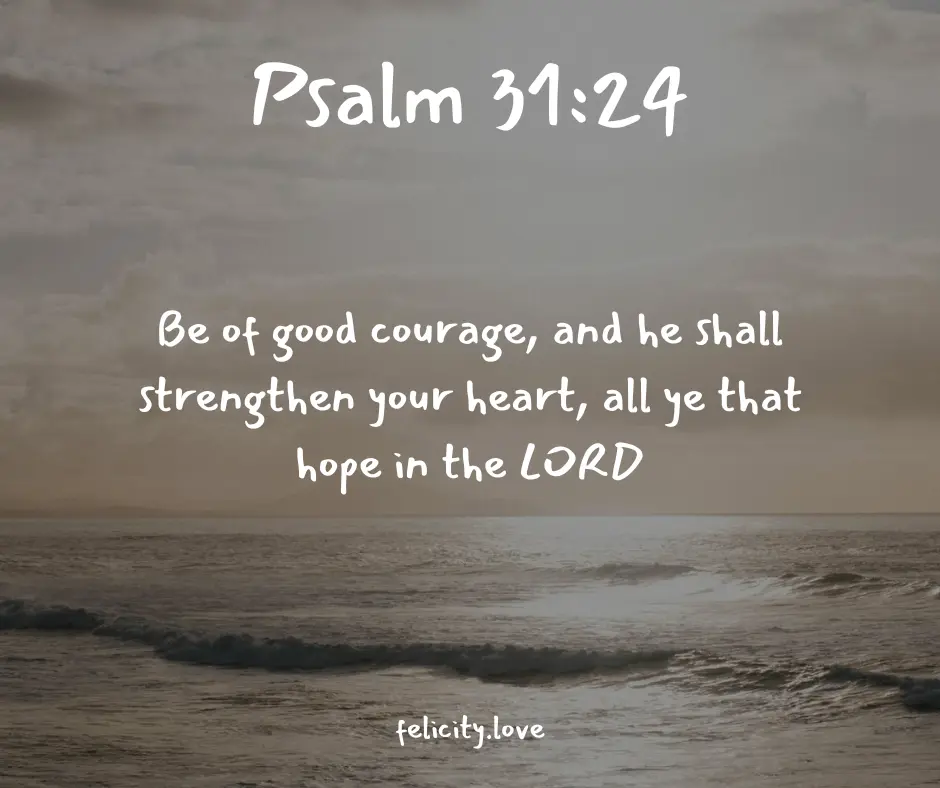 Psalm 31:24
Be of good courage, and he shall
strengthen your heart, all ye that
hope in the LORD
felicity.love